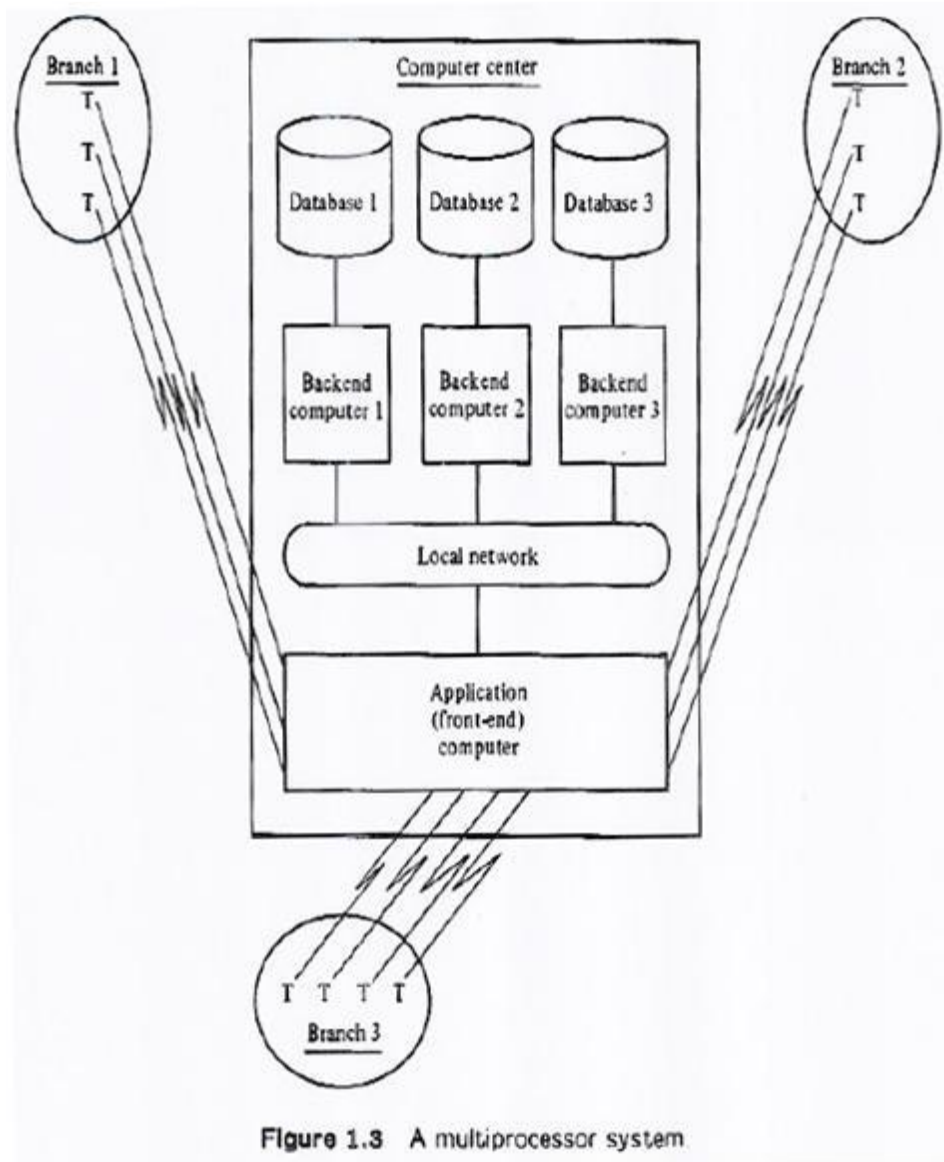 Branch 1
T
T
T
Computer center
Branch 2
T
T
T
Database 1
Database 2
Database 3
Backend
computer 1
Backend
computer 2
Backend
computer 3
Local network
Application
(front-end)
computer
T T T T
Branch 3
Figure 1.3 A multiprocessor system